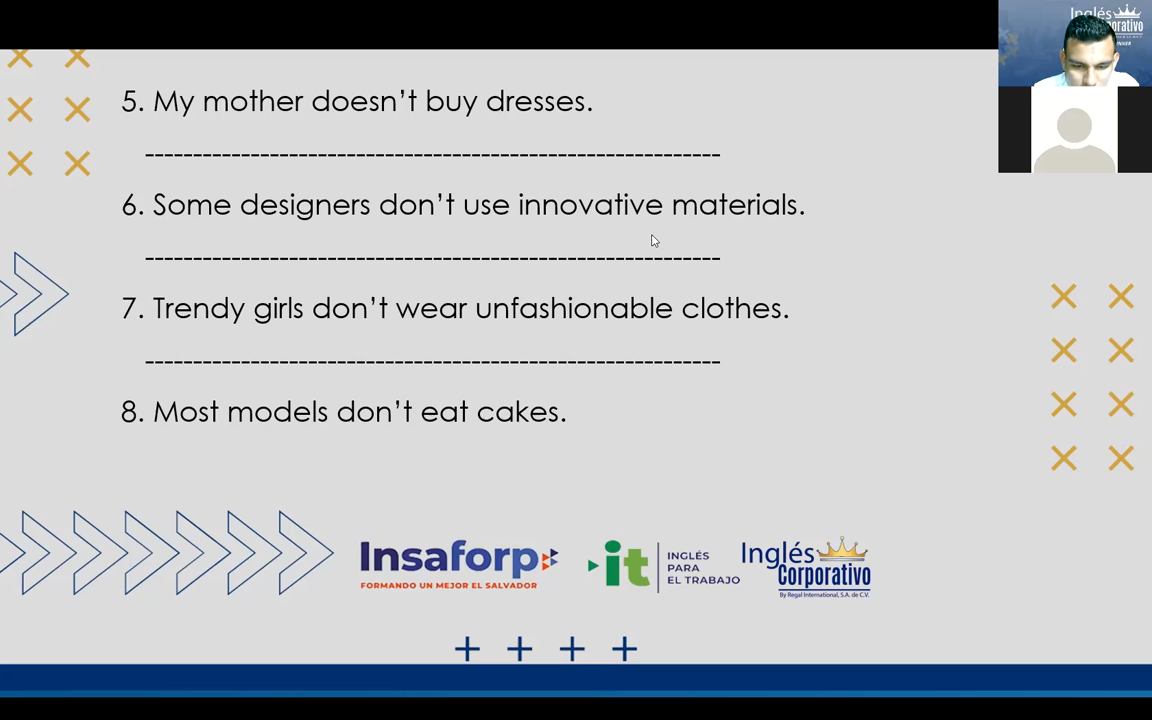 Inglés
5. My mother doesn't buy dresses.
------------------------------------------------------------
6. Some designers don't use innovative materials.
------------------------------------------------------------
7. Trendy girls don't wear unfashionable clothes.
------------------------------------------------------------
8. Most models don't eat cakes.
Insaforp
FORMANDO UN MEJOR EL SALVADOR
it
INGLÉS
PARA
EL TRABAJO
Inglés
Corporativo
By Regal International, S.A. de C.V.